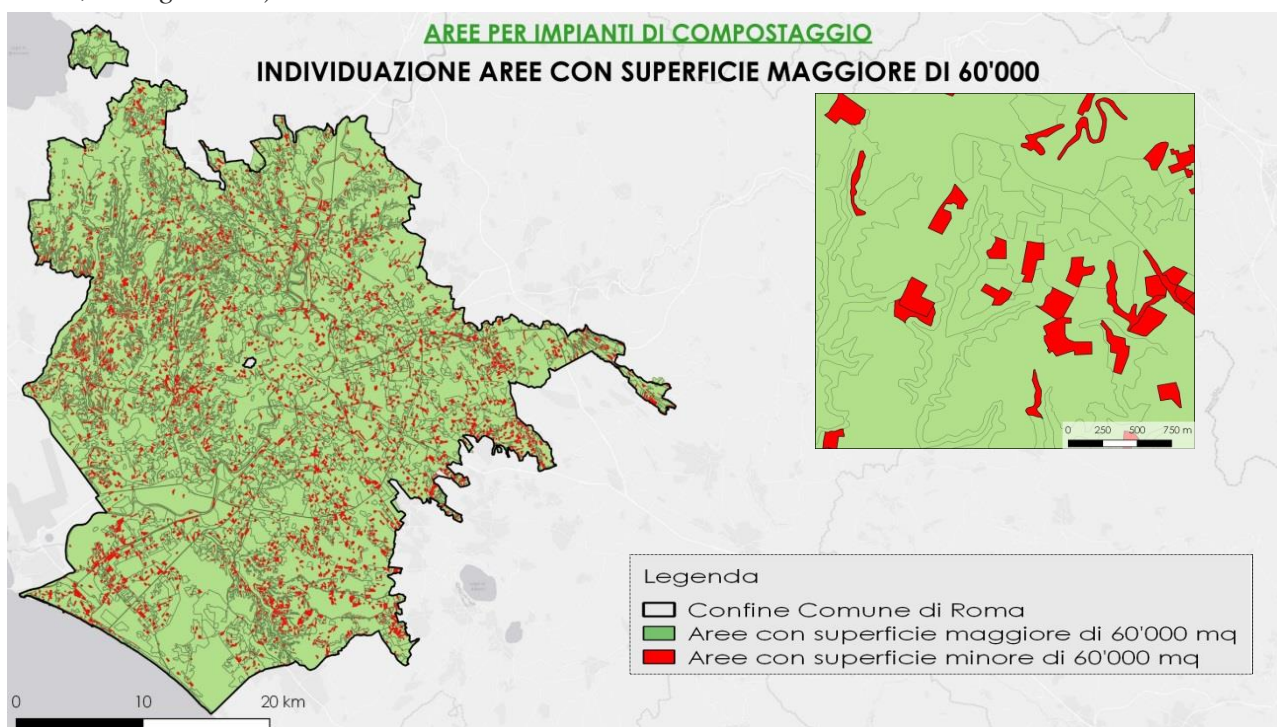 AREE PER IMPIANTI DI COMPOSTAGGIO
INDIVIDUAZIONE AREE CON SUPERFICIE MAGGIORE DI 60'000
0 250 500 750 m
Legenda
Confine Comune di Roma
Aree con superficie maggiore di 60'000 mq
Aree con superficie minore di 60'000 mq
0 10 20 km